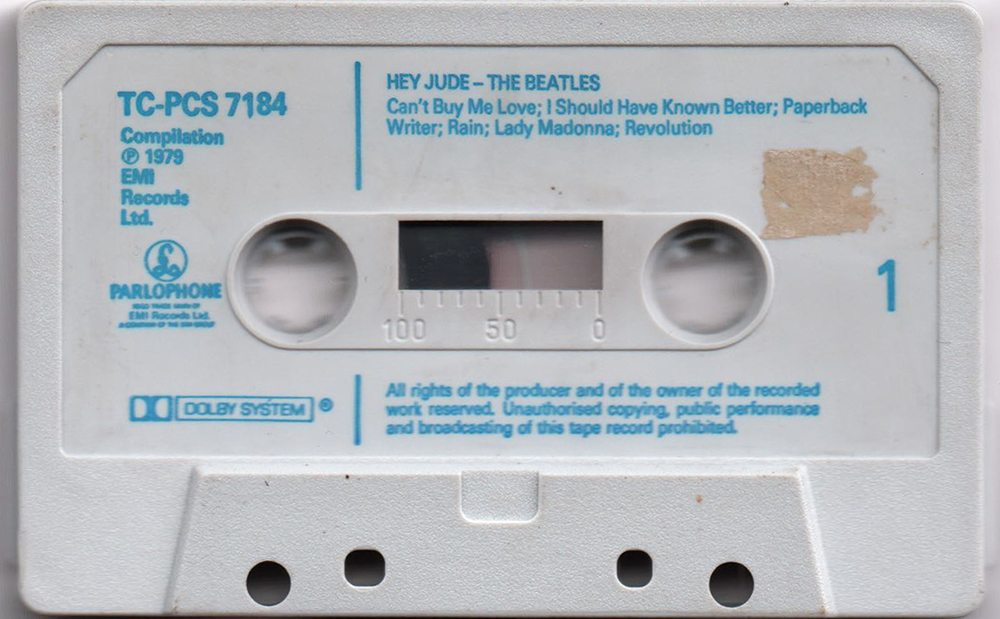 TC-PCS 7184
Compilation
℗ 1979
EMI
Records
Ltd.
PARLOPHONE
EMI Records Ltd.
DOLBY SYSTEM ®
HEY JUDE – THE BEATLES
Can't Buy Me Love; I Should Have Known Better; Paperback
Writer; Rain; Lady Madonna; Revolution
100 50 0
1
All rights of the producer and of the owner of the recorded
work reserved. Unauthorised copying, public performance
and broadcasting of this tape record prohibited.